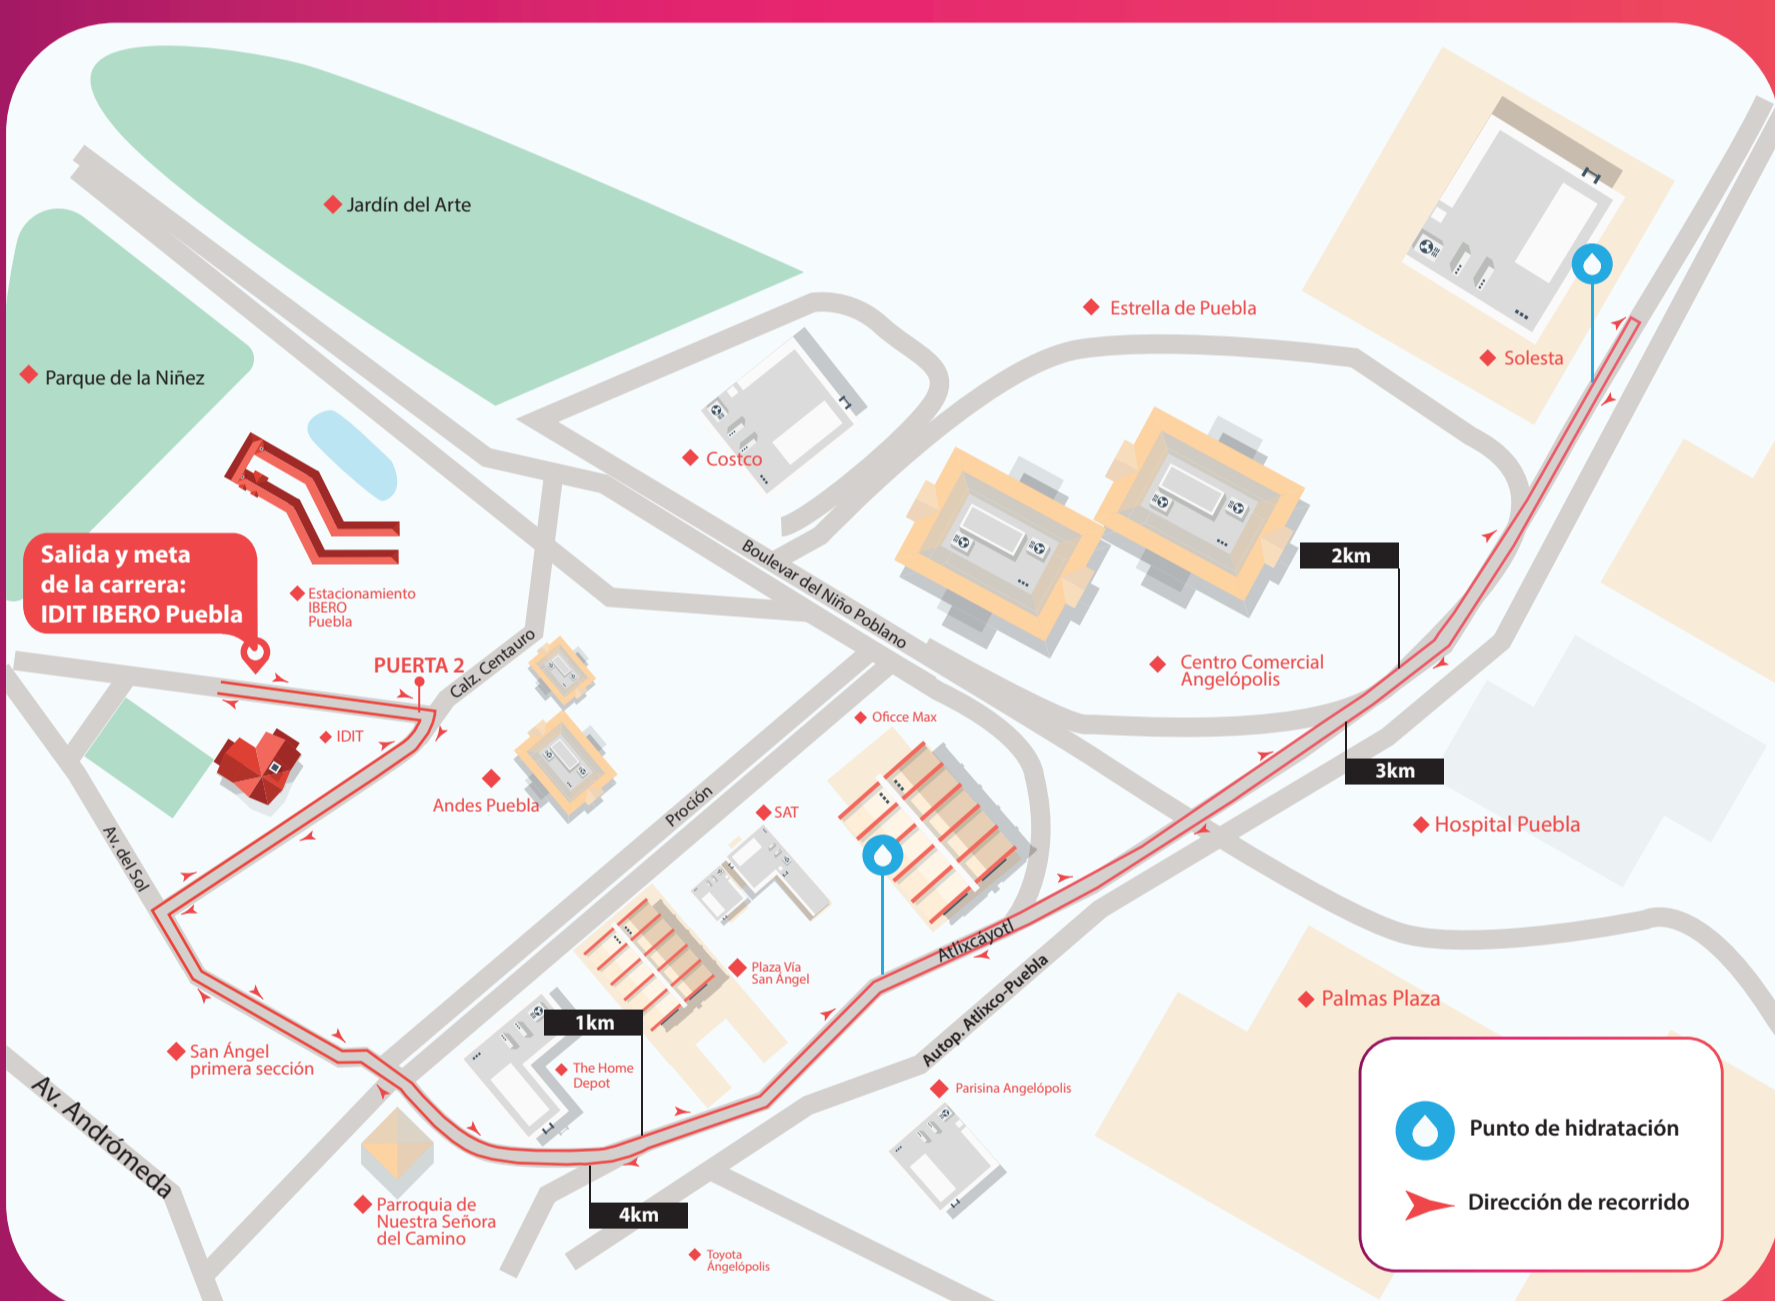 Jardín del Arte
Estrella de Puebla
Solesta
Parque de la Niñez
Costco
Salida y meta
de la carrera:
IDIT IBERO Puebla
Estacionamiento
IBERO
Puebla
Boulevar del Niño Poblano
2km
PUERTA 2
Calz. Centauro
Centro Comercial
Angelópolis
Oficce Max
IDIT
3km
Andes Puebla
Proción
SAT
Hospital Puebla
Av. del Sol
Atlixcáyotl
Plaza Vía
San Ángel
Autop. Atlixco-Puebla
Palmas Plaza
1km
San Ángel
primera sección
The Home
Depot
Parisina Angelópolis
Av. Andrómeda
Parroquia de
Nuestra Señora
del Camino
4km
Toyota
Ángelópolis
Punto de hidratación
Dirección de recorrido